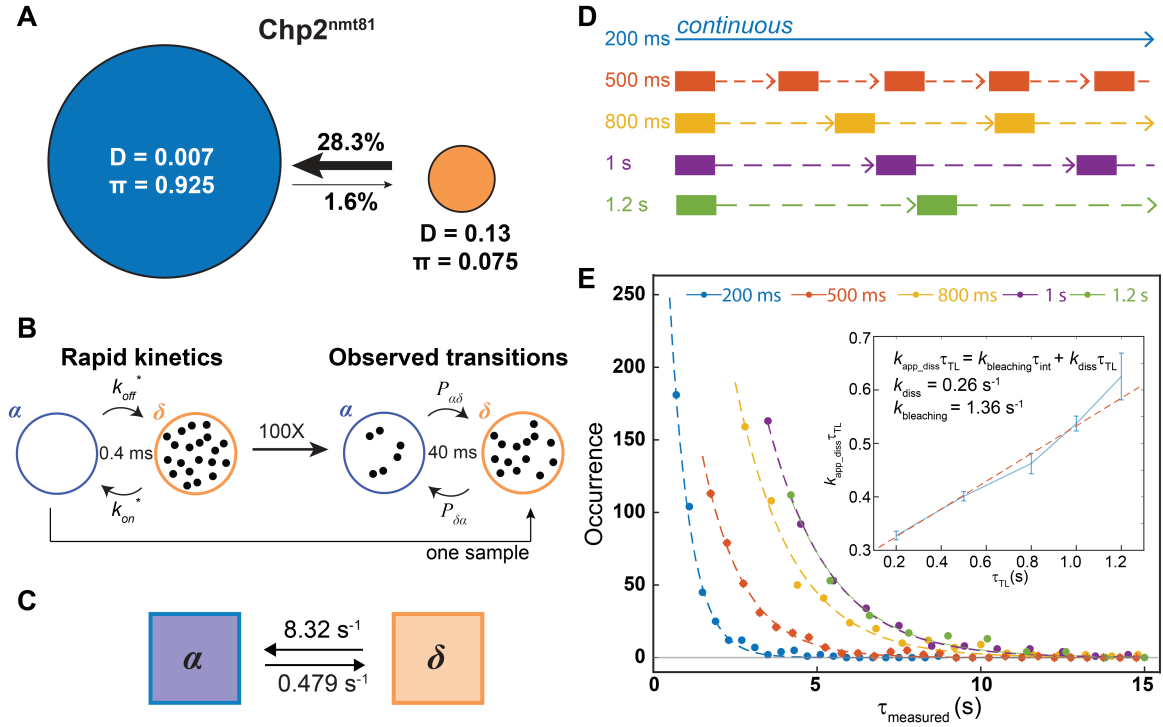 A
Chp2nmt81
D = 0.007
π = 0.925
28.3%
1.6%
D = 0.13
π = 0.075
B
Rapid kinetics
Observed transitions
α
koff*
δ
0.4 ms
kon*
100X
α
Pαδ
δ
40 ms
Pδα
one sample
C
α
8.32 s-1
0.479 s-1
δ
D
continuous
200 ms
500 ms
800 ms
1 s
1.2 s
E
200 ms 500 ms 800 ms 1 s 1.2 s
Occurrence
250
200
150
100
50
0
0 5 10 15
τmeasured (s)
kapp_dissτTL = kbleachingτint + kdissτTL
kdiss = 0.26 s-1
kbleaching = 1.36 s-1
kapp_dissτTL
0.7
0.6
0.5
0.4
0.3
0.2 0.4 0.6 0.8 1.0 1.2
τTL(s)